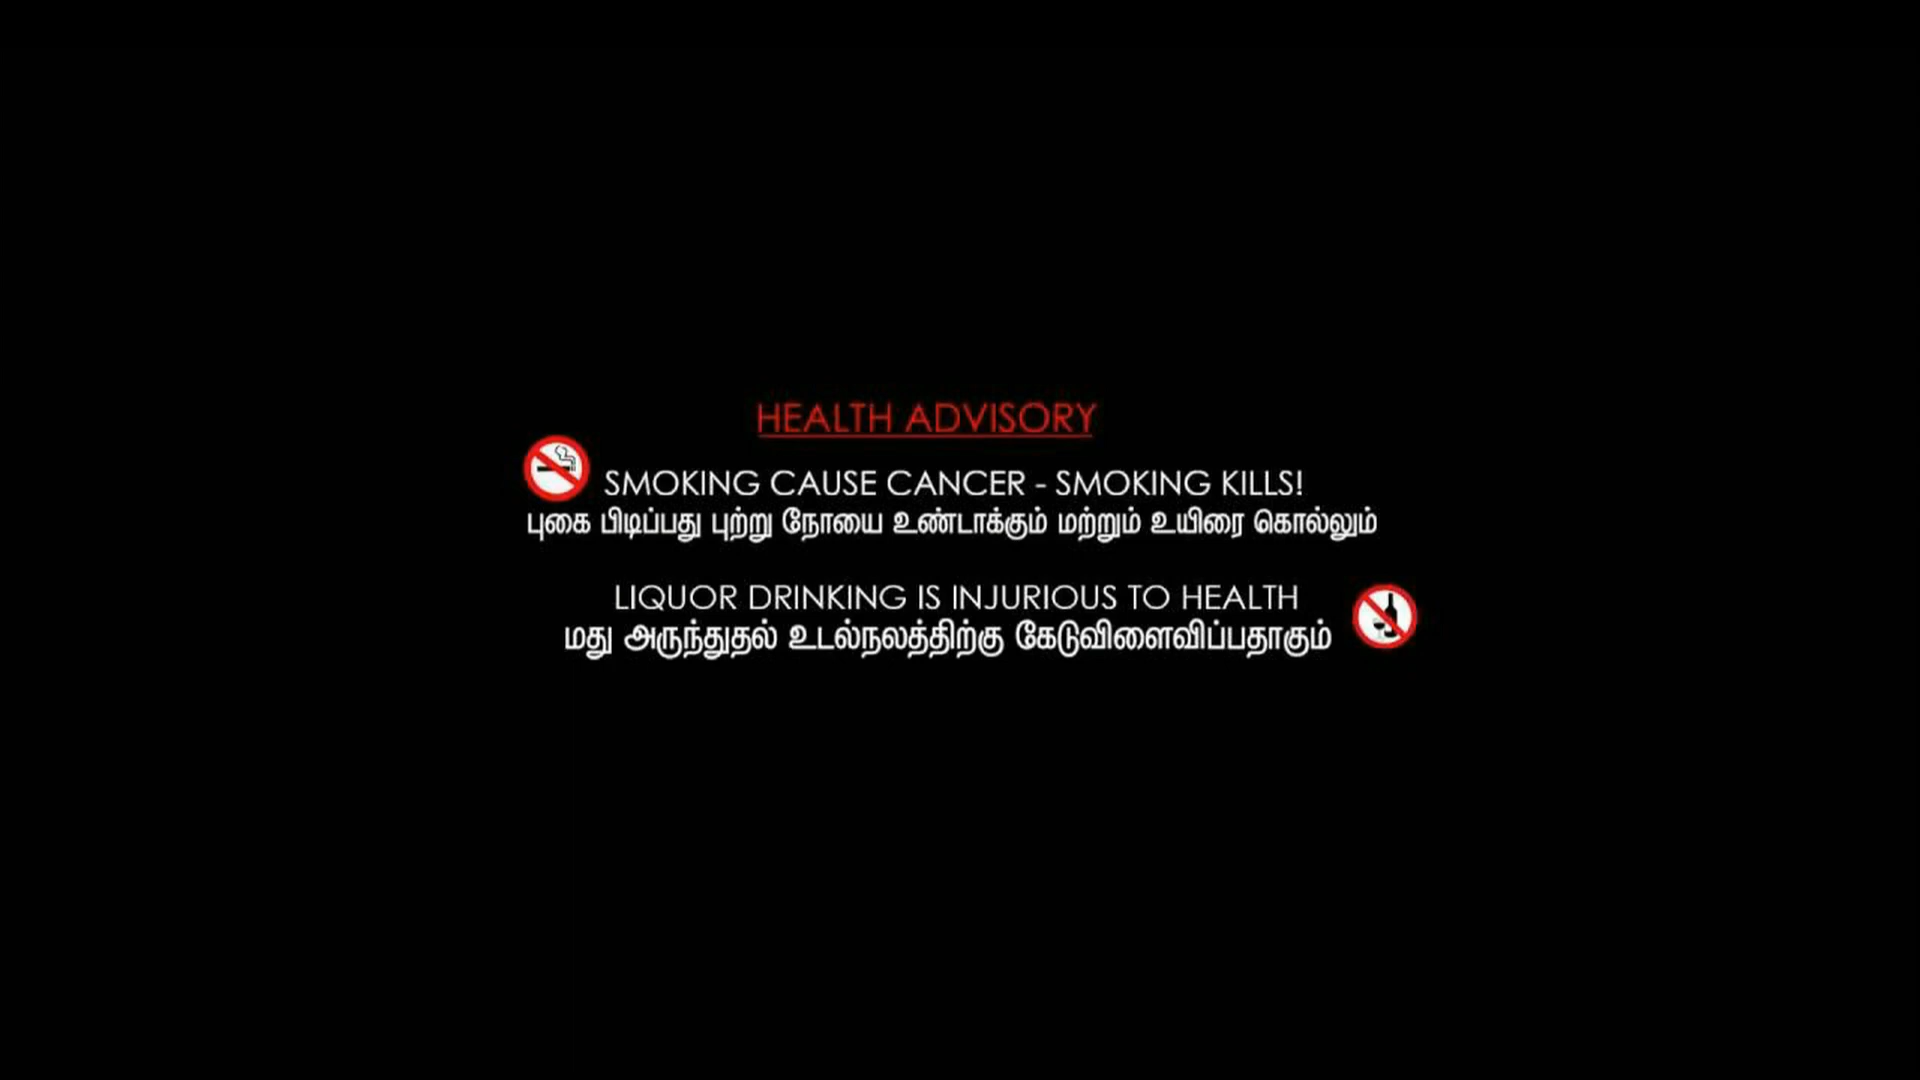 HEALTH ADVISORY
SMOKING CAUSE CANCER - SMOKING KILLS!
புகை பிடிப்பது புற்று நோயை உண்டாக்கும் மற்றும் உயிரை கொல்லும்
LIQUOR DRINKING IS INJURIOUS TO HEALTH
மது அருந்துதல் உடல்நலத்திற்கு கேடுவிளைவிப்பதாகும்